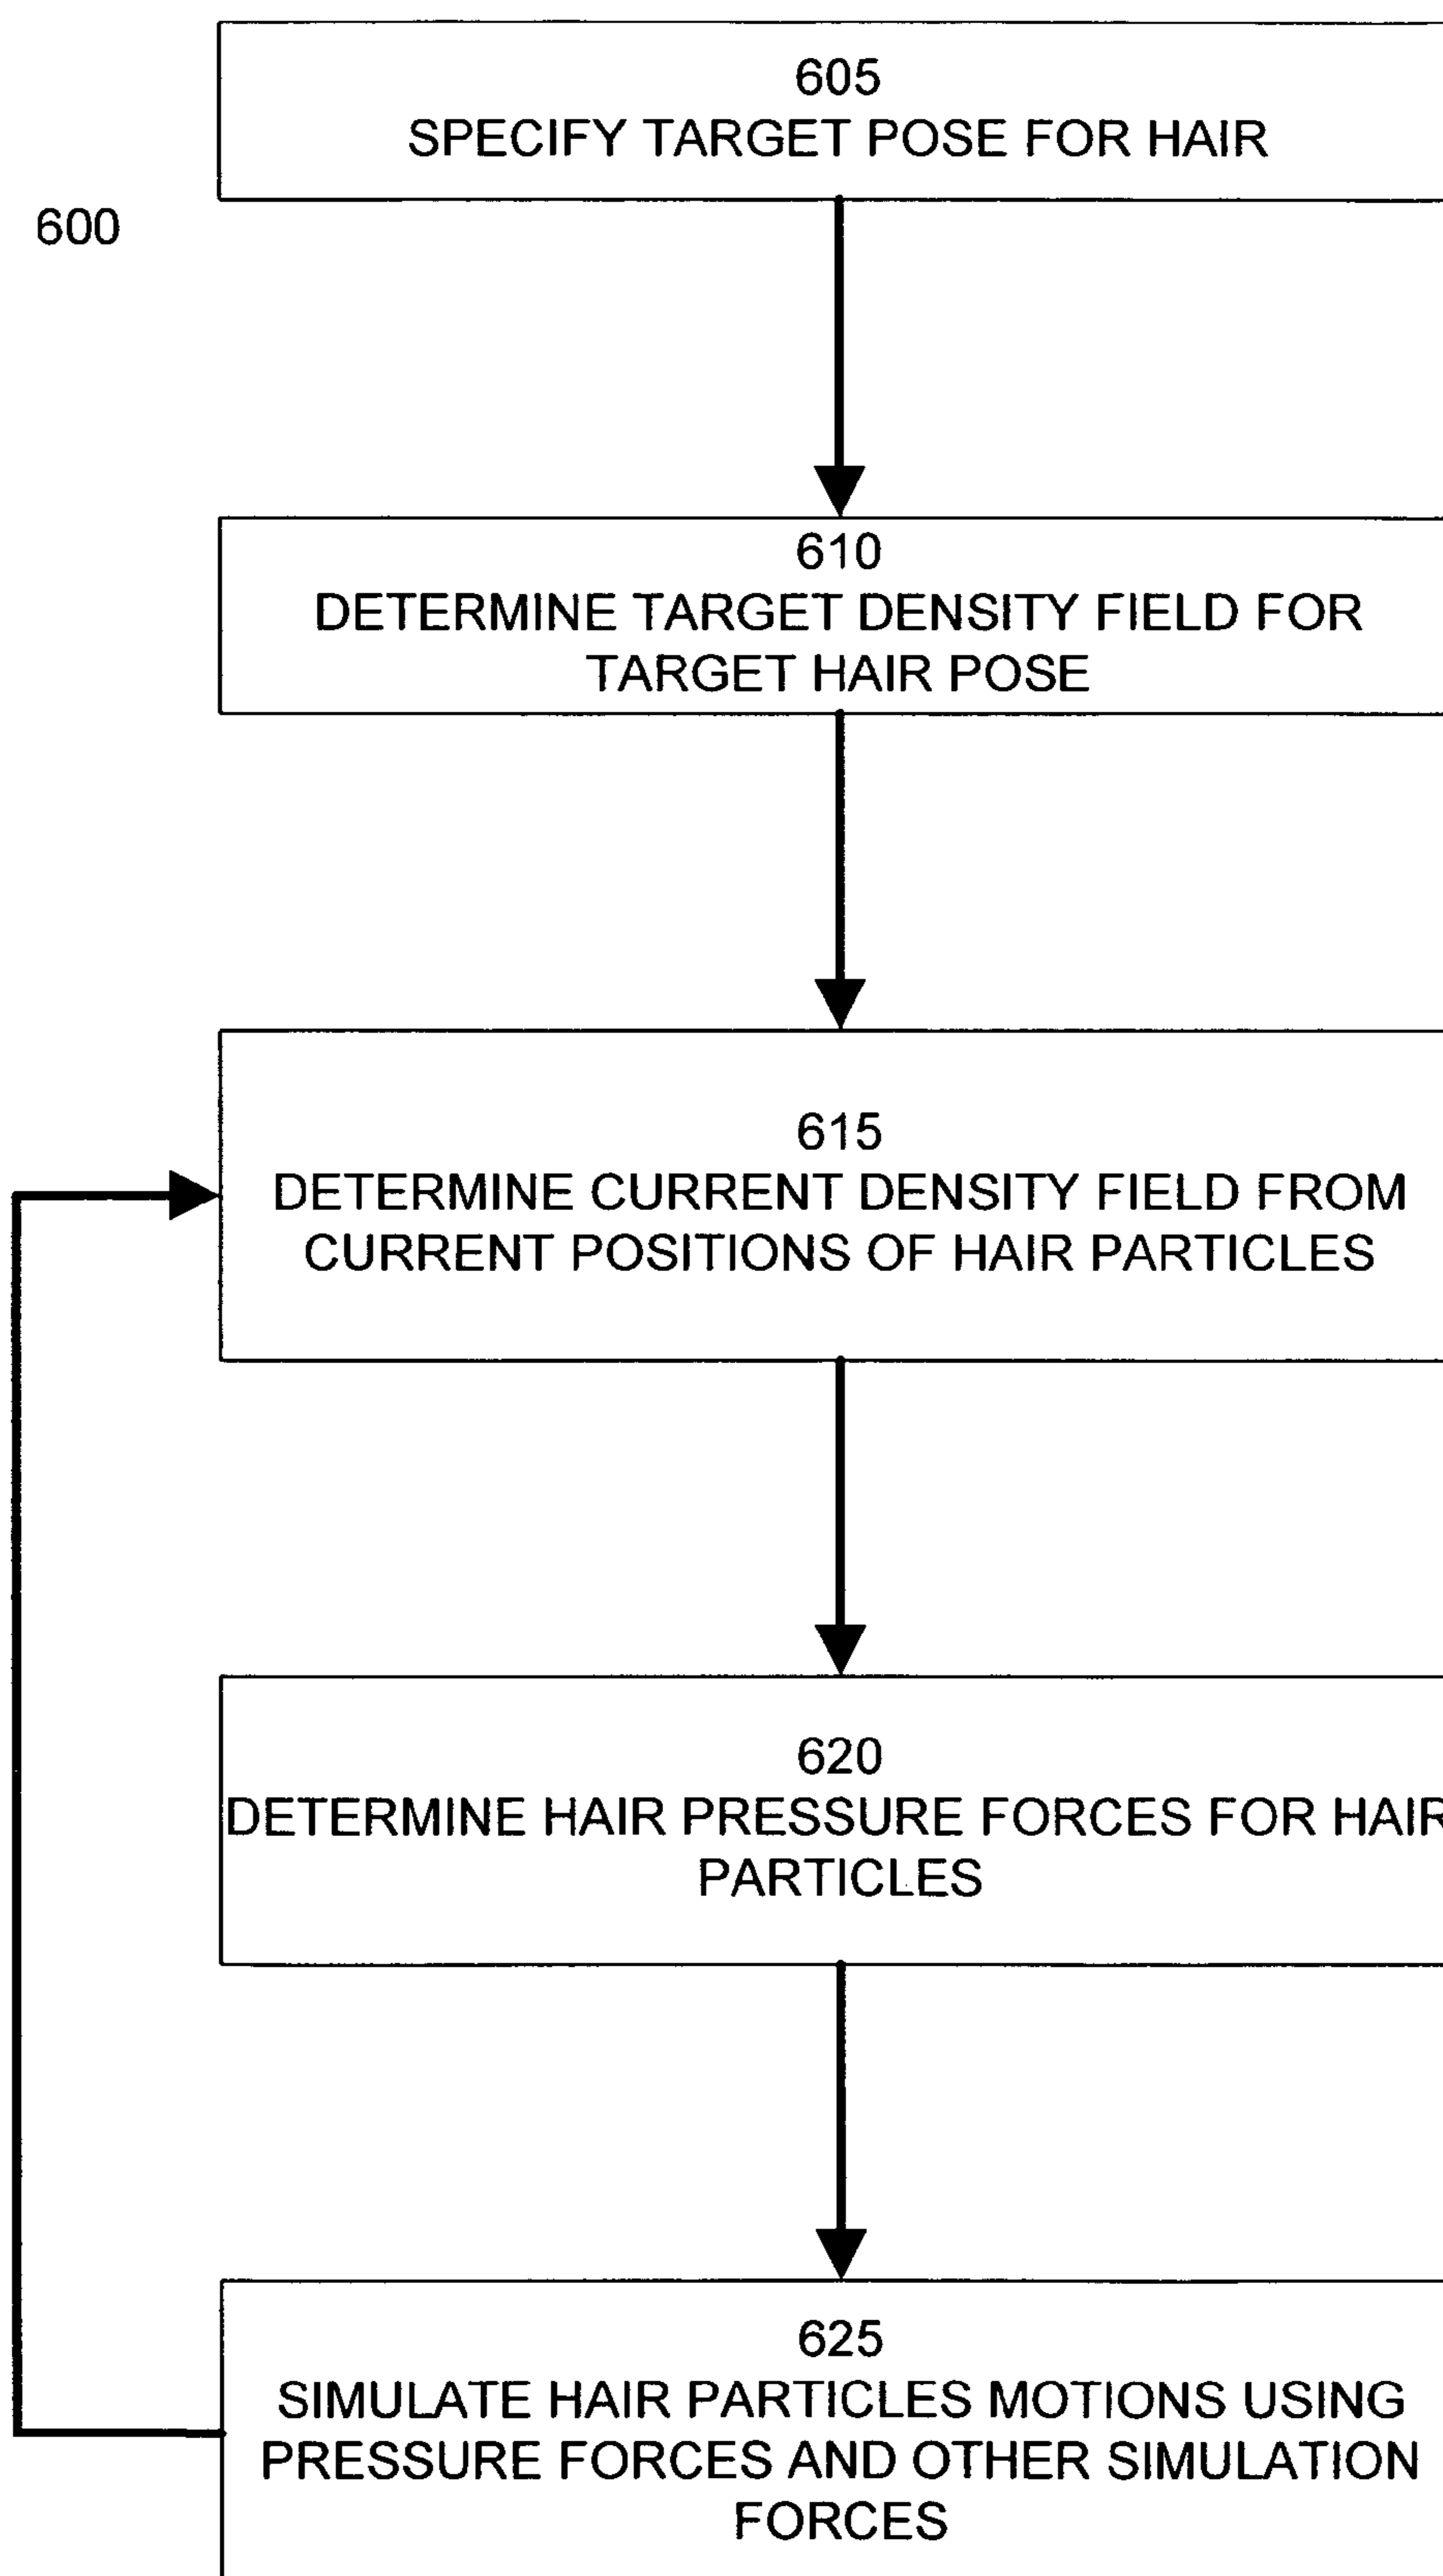 605
SPECIFY TARGET POSE FOR HAIR
600
610
DETERMINE TARGET DENSITY FIELD FOR
TARGET HAIR POSE
615
DETERMINE CURRENT DENSITY FIELD FROM
CURRENT POSITIONS OF HAIR PARTICLES
620
DETERMINE HAIR PRESSURE FORCES FOR HAIR
PARTICLES
625
SIMULATE HAIR PARTICLES MOTIONS USING
PRESSURE FORCES AND OTHER SIMULATION
FORCES